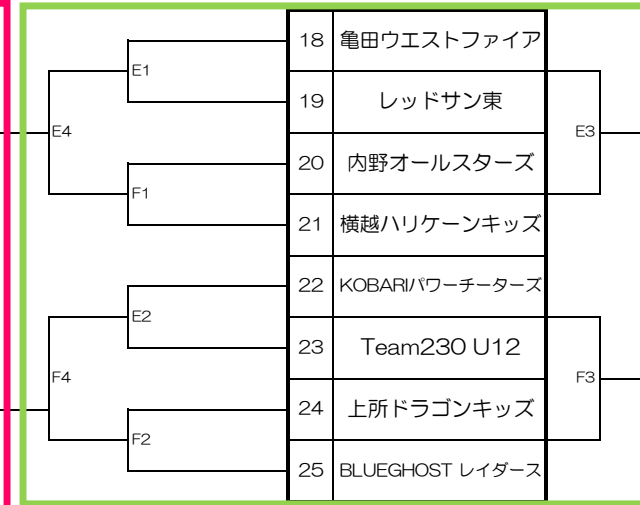 18 亀田ウエストファイア
E1
19 レッドサン東
E4
E3
20 内野オールスターズ
F1
21 横越ハリケーンキッズ
22 KOBARIパワーチーターズ
E2
23 Team230 U12
F4
F3
24 上所ドラゴンキッズ
F2
25 BLUEGHOST レイダース